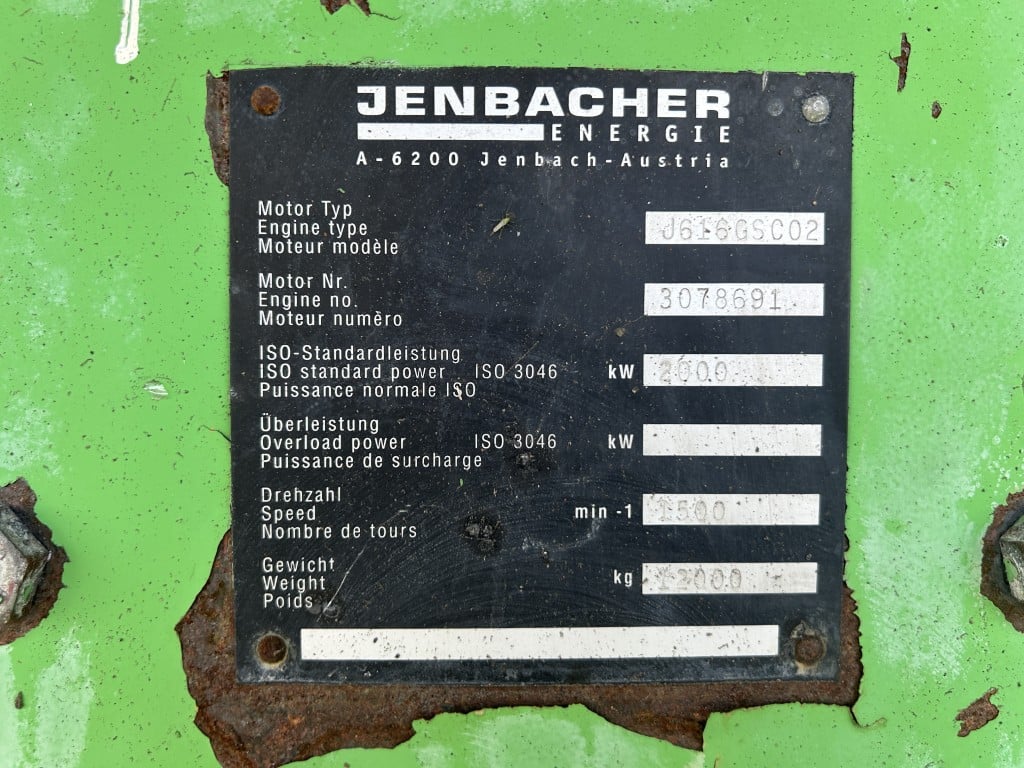 JENBACHER
ENERGIE
A-6200 Jenbach-Austria
Motor Typ
Engine type J616GSC02
Moteur modèle
Motor Nr.
Engine no. 3078691
Moteur numèro
ISO-Standardleistung
ISO standard power ISO 3046 kW 2000
Puissance normale ISO
Überleistung
Overload power ISO 3046 kW
Puissance de surcharge
Drehzahl
Speed min -1 1500
Nombre de tours
Gewicht
Weight kg 12000
Poids